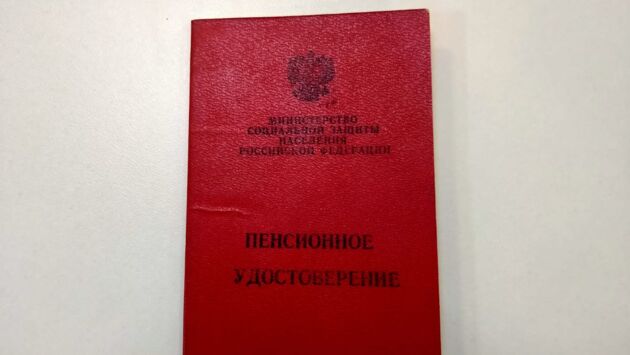 МИНИСТЕРСТВО
СОЦИАЛЬНОЙ ЗАЩИТЫ
НАСЕЛЕНИЯ
РОССИЙСКОЙ ФЕДЕРАЦИИ
ПЕНСИОННОЕ
УДОСТОВЕРЕНИЕ